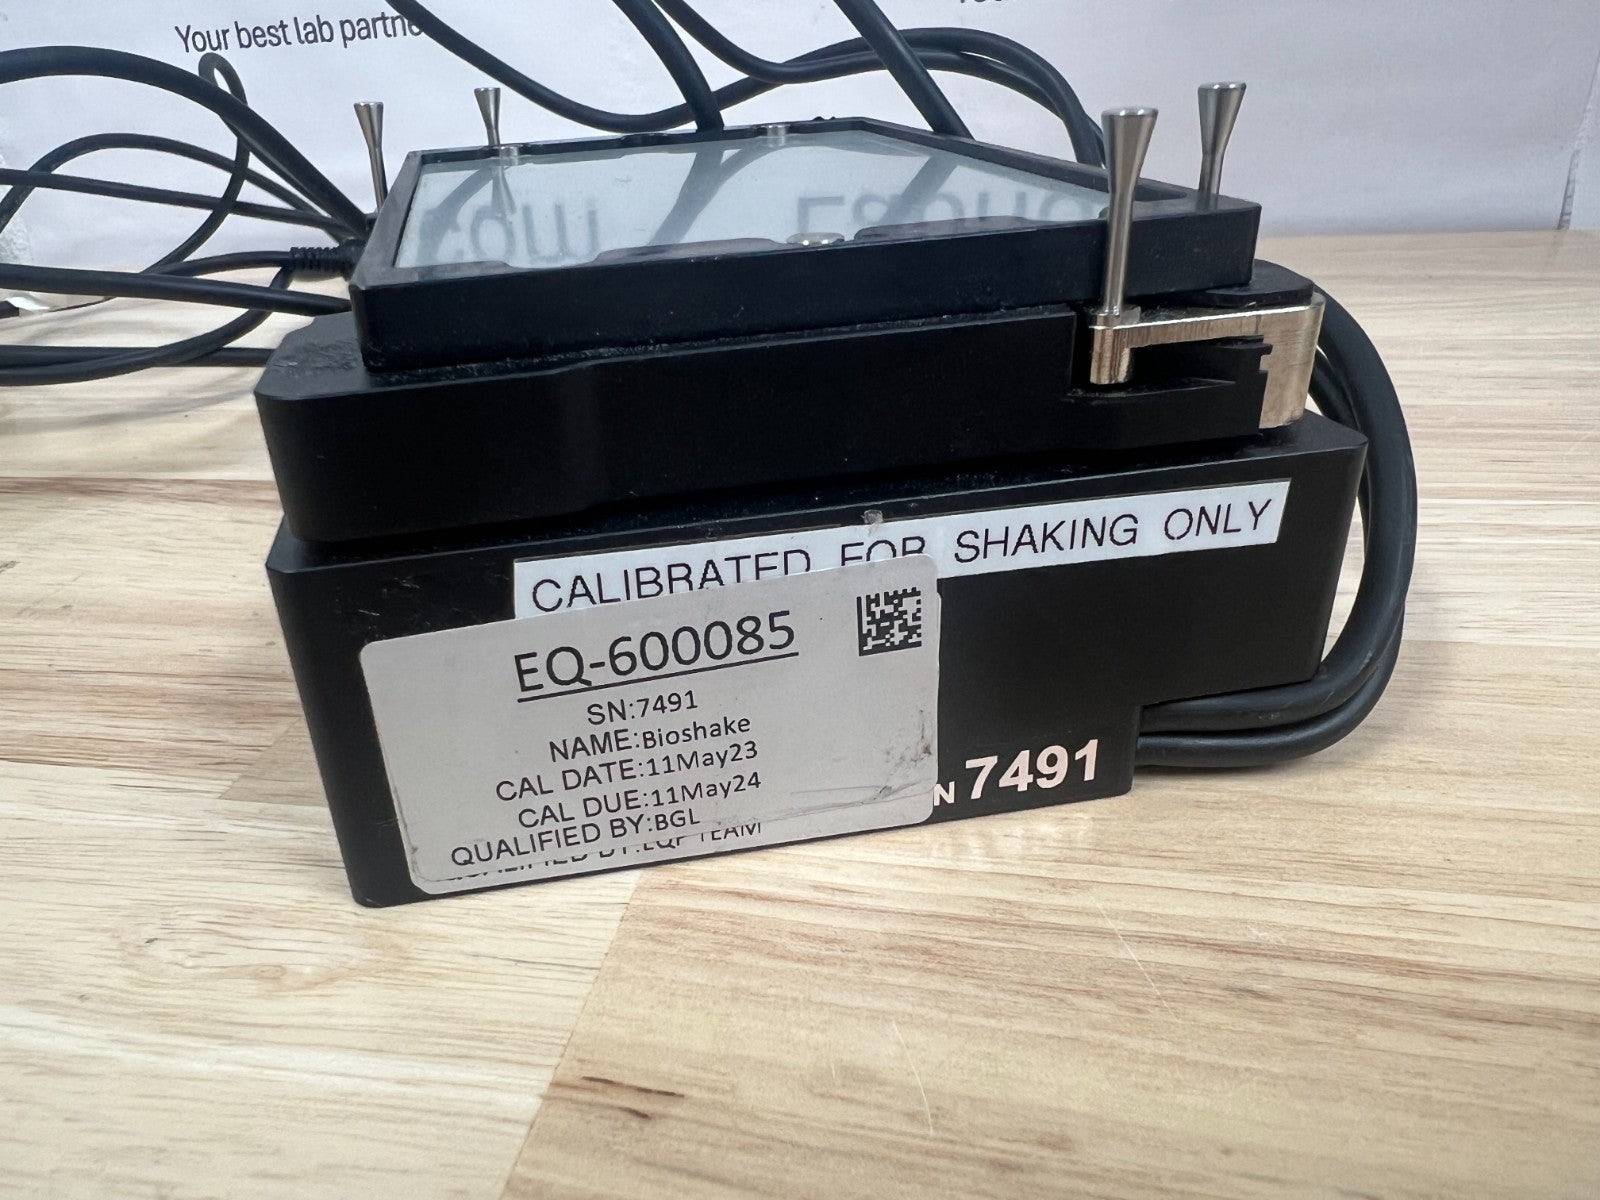 Your best lab partne
CALIBRATED FOR SHAKING ONLY
EQ-600085
SN:7491
NAME:Bioshake
CAL DATE:11May23
CAL DUE:11May24
QUALIFIED BY:BGL
N 7491